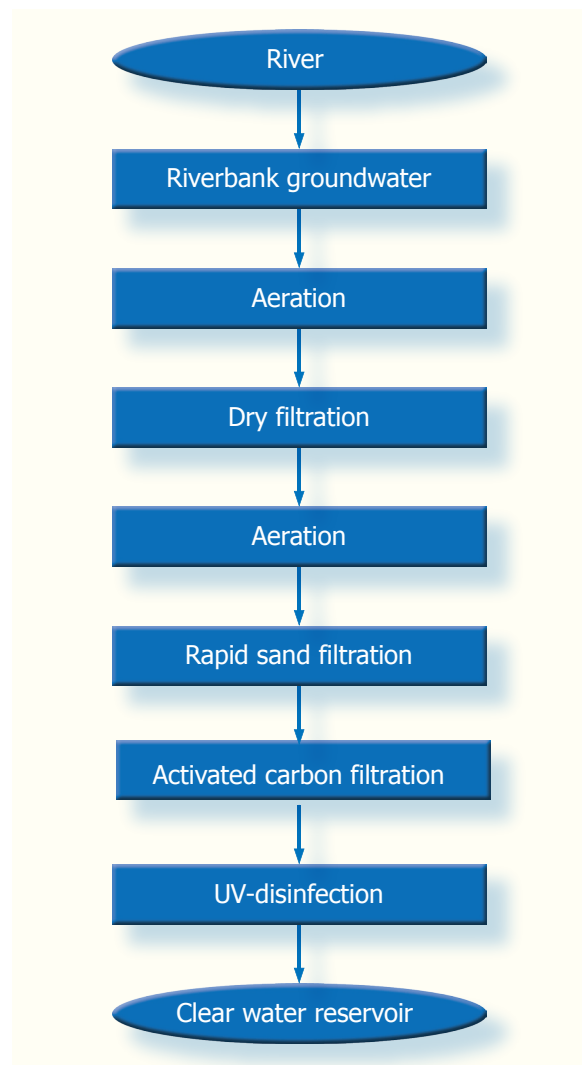 River
Riverbank groundwater
Aeration
Dry filtration
Aeration
Rapid sand filtration
Activated carbon filtration
UV-disinfection
Clear water reservoir